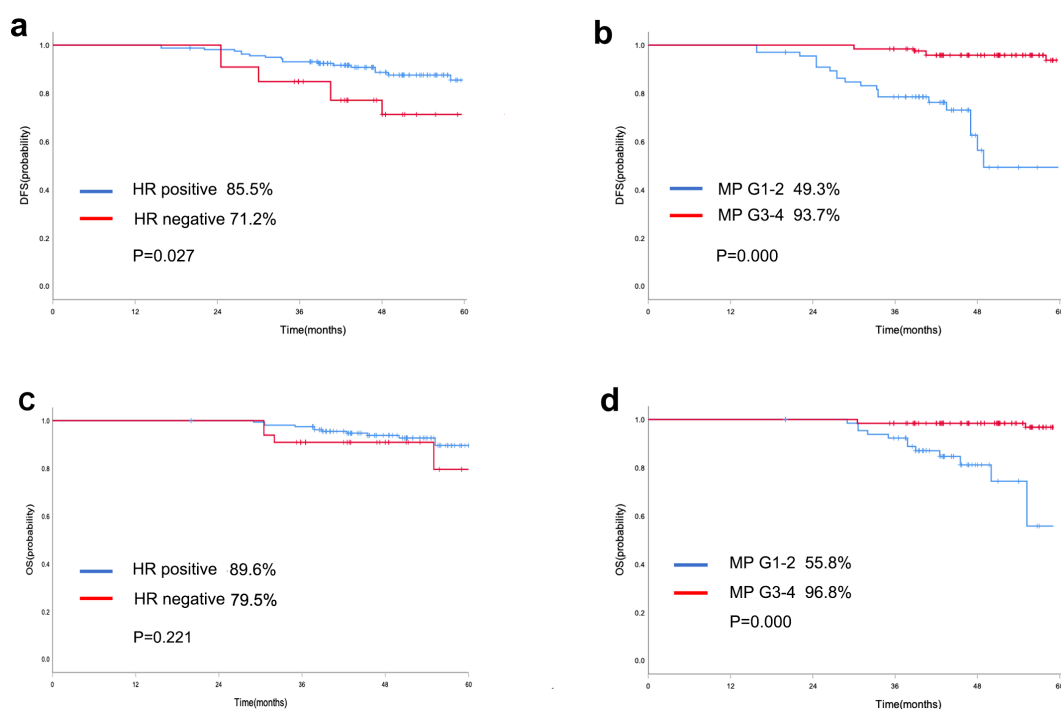 a
1.0
0.8
0.6
0.4
0.2
0.0
DFS(probability)
HR positive 85.5%
HR negative 71.2%
P=0.027
0 12 24 36 48 60
Time(months)
b
1.0
0.8
0.6
0.4
0.2
0.0
DFS(probability)
MP G1-2 49.3%
MP G3-4 93.7%
P=0.000
0 12 24 36 48 60
Time(months)
c
1.0
0.8
0.6
0.4
0.2
0.0
OS(probability)
HR positive 89.6%
HR negative 79.5%
P=0.221
0 12 24 36 48 60
Time(months)
d
1.0
0.8
0.6
0.4
0.2
0.0
OS(probability)
MP G1-2 55.8%
MP G3-4 96.8%
P=0.000
0 12 24 36 48 60
Time(months)